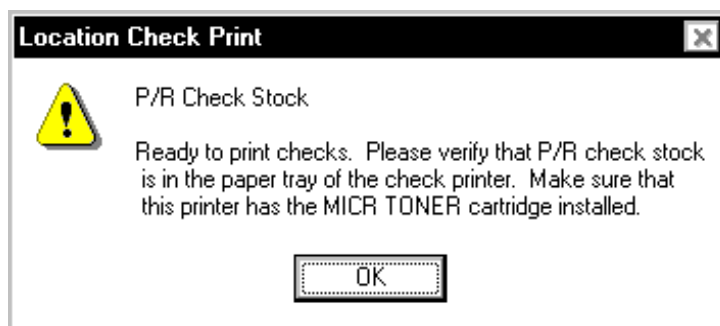 Location Check Print
P/R Check Stock
Ready to print checks. Please verify that P/R check stock
is in the paper tray of the check printer. Make sure that
this printer has the MICR TONER cartridge installed.
OK